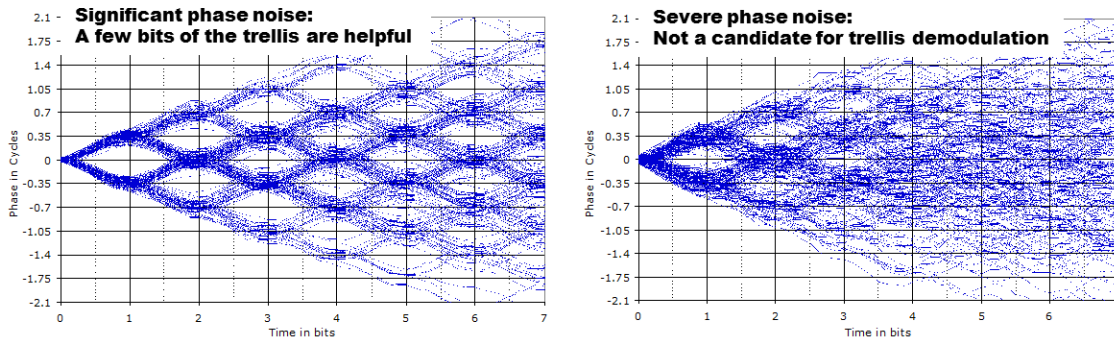 Significant phase noise:
A few bits of the trellis are helpful
2.1
1.75
1.4
1.05
0.7
0.35
0
-0.35
-0.7
-1.05
-1.4
-1.75
-2.1
Phase in Cycles
0 1 2 3 4 5 6 7
Time in bits
Severe phase noise:
Not a candidate for trellis demodulation
2.1
1.75
1.4
1.05
0.7
0.35
0
-0.35
-0.7
-1.05
-1.4
-1.75
-2.1
Phase in Cycles
0 1 2 3 4 5 6
Time in bits